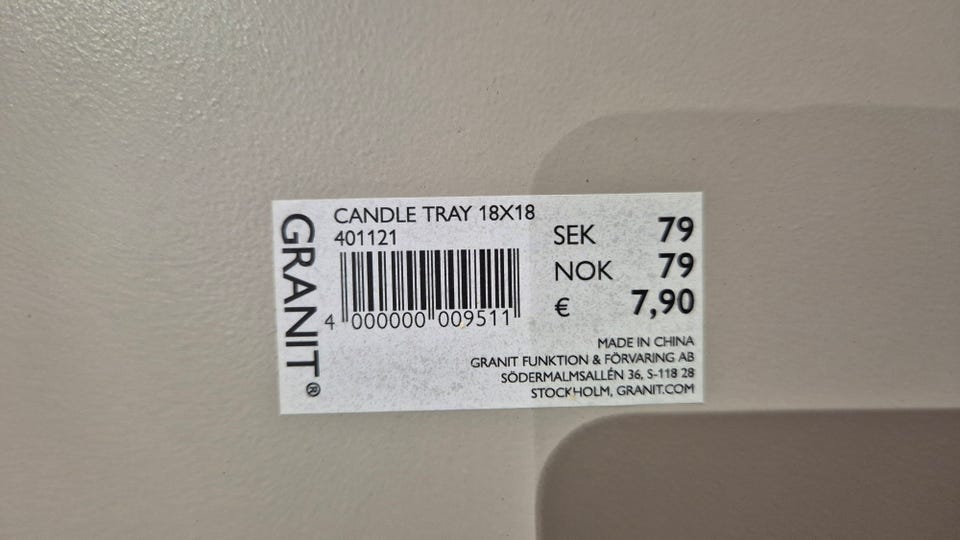 GRANIT®
CANDLE TRAY 18X18
401121
4 000000 009511
SEK 79
NOK 79
€ 7,90
MADE IN CHINA
GRANIT FUNKTION & FÖRVARING AB
SÖDERMALMSALLÉN 36, S-118 28
STOCKHOLM, GRANIT.COM